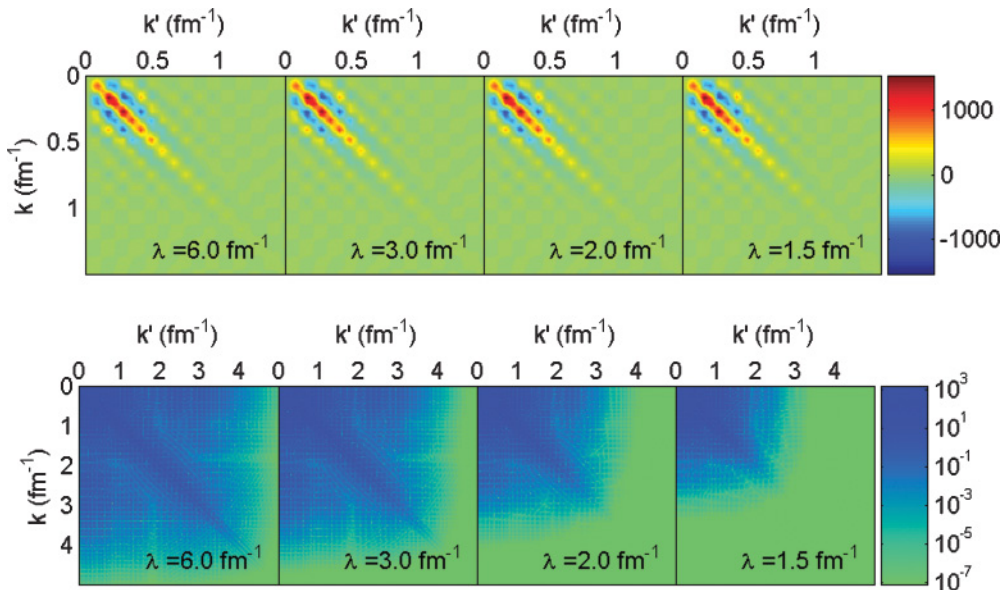 k' (fm⁻¹) k' (fm⁻¹) k' (fm⁻¹) k' (fm⁻¹)
0 0.5 1 0 0.5 1 0 0.5 1 0 0.5 1
k (fm⁻¹)
0
0.5
1
λ =6.0 fm⁻¹ λ =3.0 fm⁻¹ λ =2.0 fm⁻¹ λ =1.5 fm⁻¹
1000
0
-1000
k' (fm⁻¹) k' (fm⁻¹) k' (fm⁻¹) k' (fm⁻¹)
0 1 2 3 4 0 1 2 3 4 0 1 2 3 4 0 1 2 3 4
k (fm⁻¹)
0
1
2
3
4
λ =6.0 fm⁻¹ λ =3.0 fm⁻¹ λ =2.0 fm⁻¹ λ =1.5 fm⁻¹
10³
10¹
10⁻¹
10⁻³
10⁻⁵
10⁻⁷